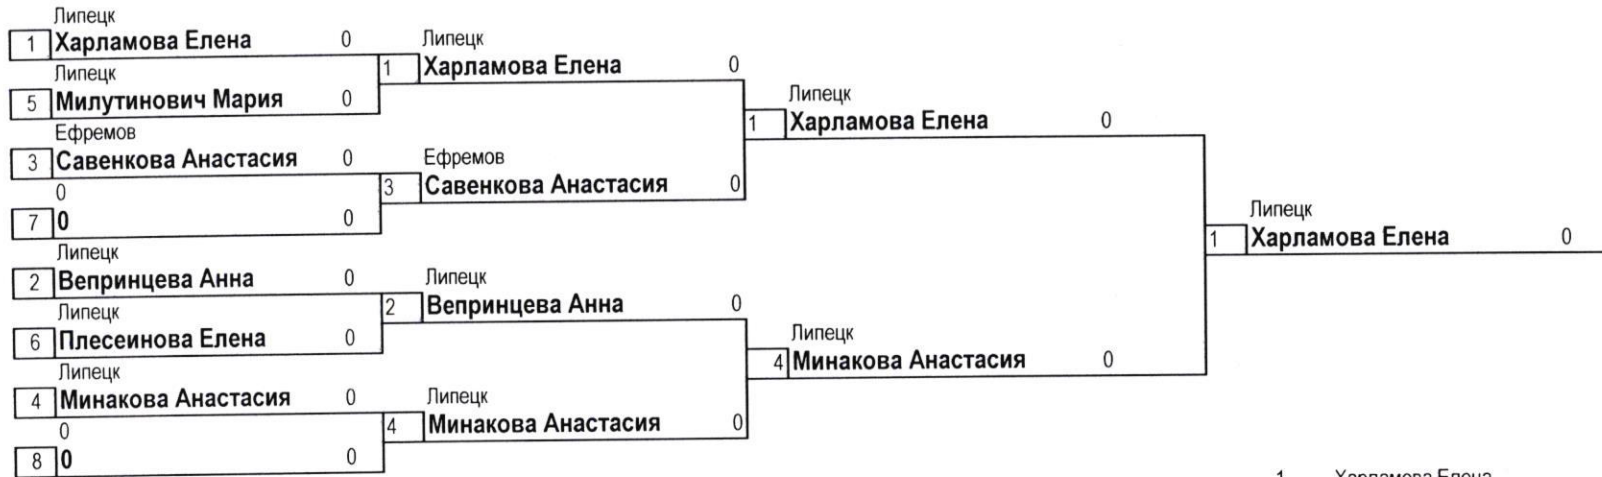 Липецк
1 Харламова Елена 0
Липецк
5 Милутинович Мария 0
Ефремов
3 Савенкова Анастасия 0
0
7 0 0
Липецк
2 Вепринцева Анна 0
Липецк
6 Плесеинова Елена 0
Липецк
4 Минакова Анастасия 0
0
8 0 0
Липецк
1 Харламова Елена 0
Ефремов
3 Савенкова Анастасия 0
Липецк
2 Вепринцева Анна 0
Липецк
4 Минакова Анастасия 0
Липецк
1 Харламова Елена 0
Липецк
4 Минакова Анастасия 0
Липецк
1 Харламова Елена 0
1 Харламова Елена